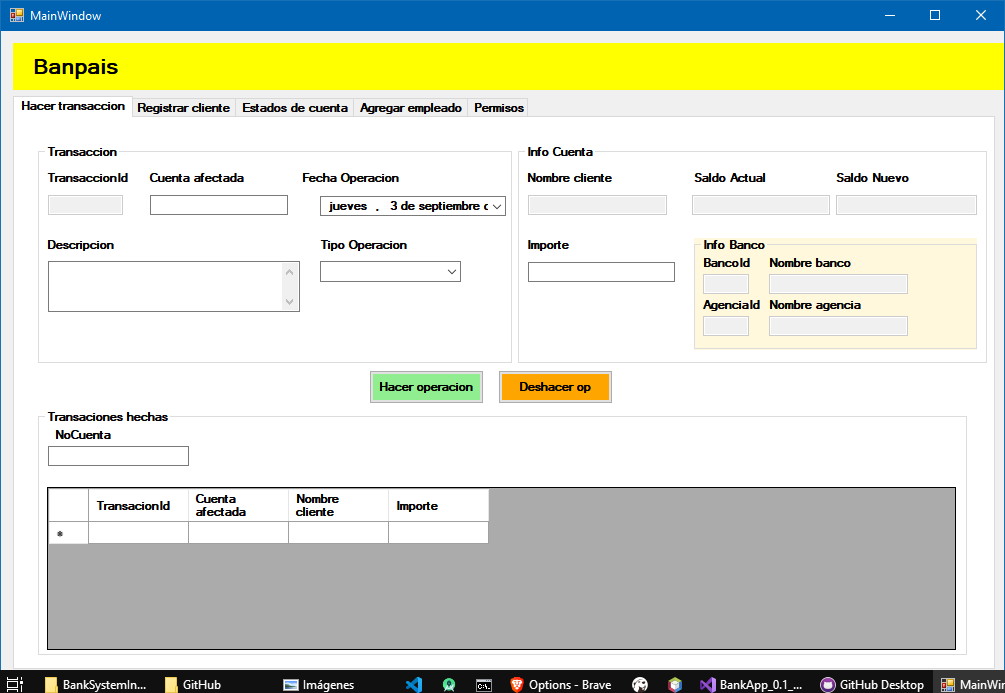 MainWindow
Banpais
Hacer transaccion Registrar cliente Estados de cuenta Agregar empleado Permisos
Transaccion
TransaccionId Cuenta afectada Fecha Operacion
jueves , 3 de septiembre
Descripcion Tipo Operacion
Info Cuenta
Nombre cliente Saldo Actual Saldo Nuevo
Importe
Info Banco
BancoId Nombre banco
AgenciaId Nombre agencia
Hacer operacion Deshacer op
Transaciones hechas
NoCuenta
TransacionId Cuenta afectada Nombre cliente Importe
*
BankSystemIn... GitHub Imágenes Options - Brave BankApp_0.1_... GitHub Desktop MainWi